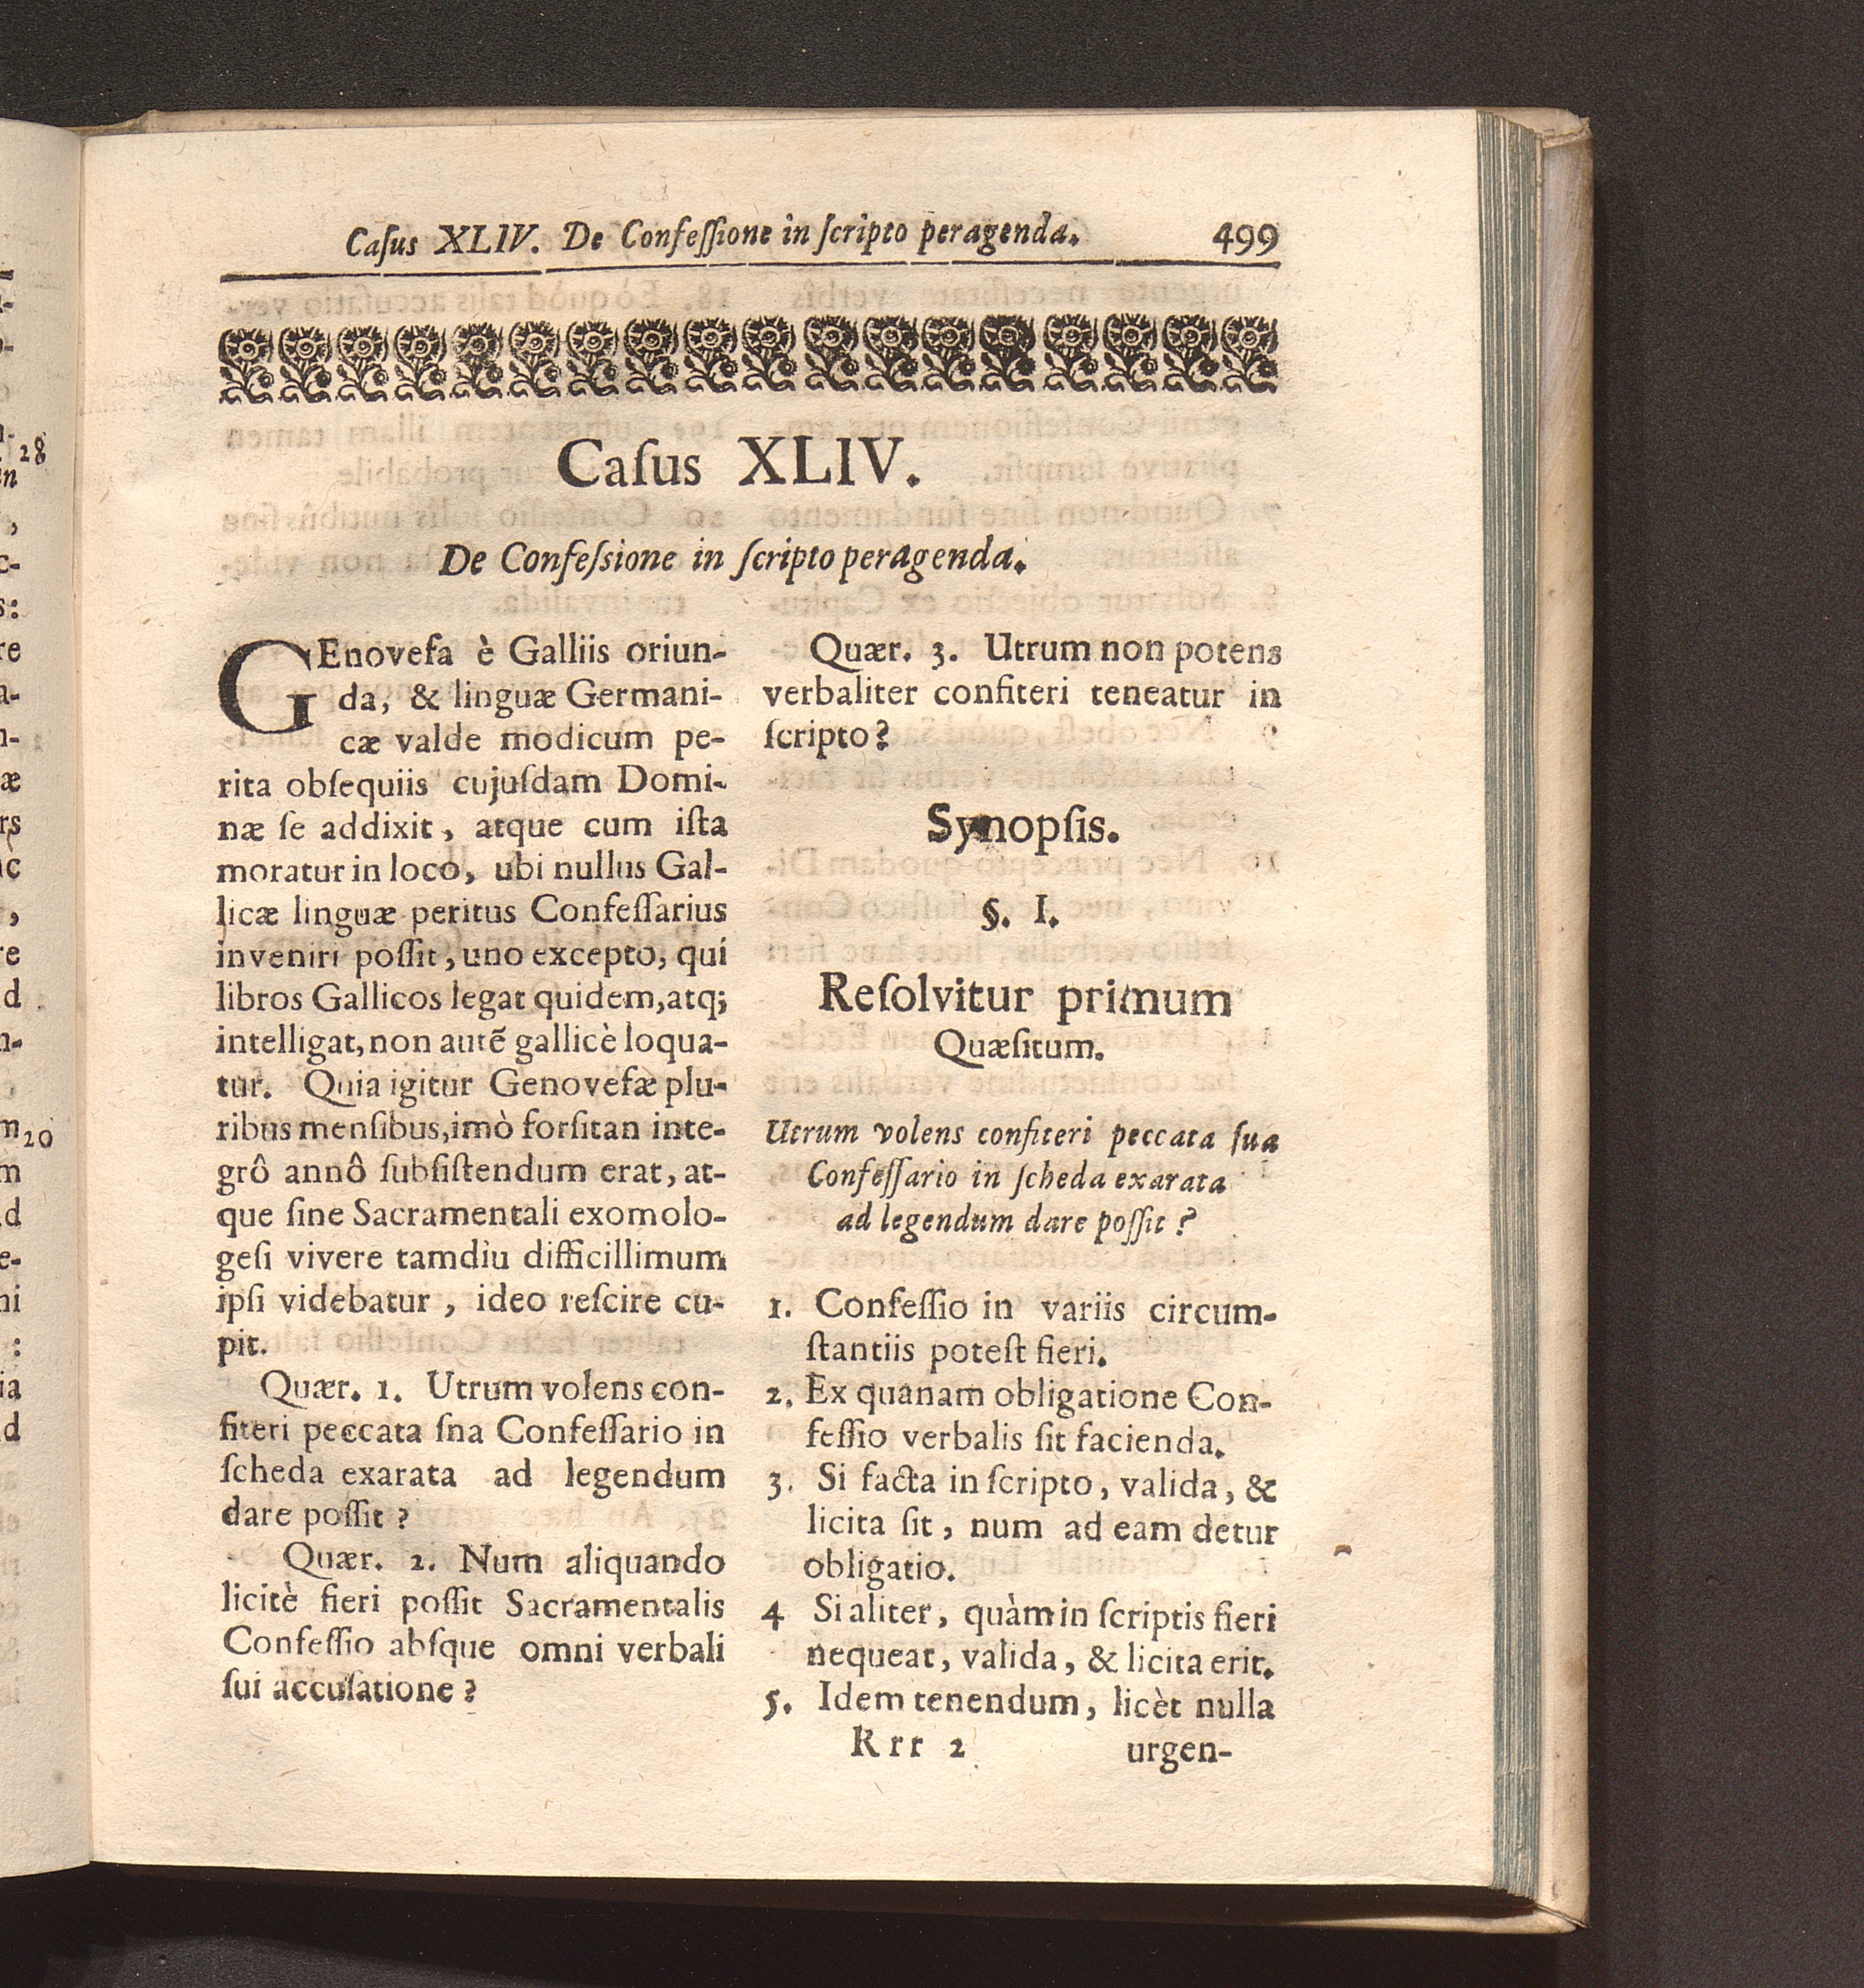 Caſus XLIV. De Confeſſione in ſcripto peragenda. 499
Caſus XLIV.
De Confeſsione in ſcripto peragenda.
GEnovefa è Galliis oriun-
da, & linguæ Germani-
cæ valde modicum pe-
rita obſequiis cujuſdam Domi-
næ ſe addixit, atque cum iſta
moratur in loco, ubi nullus Gal-
licæ linguæ peritus Confeſſarius
inveniri poſſit, uno excepto, qui
libros Gallicos legat quidem, atq;
intelligat, non autẽ gallicè loqua-
tur. Quia igitur Genovefæ plu-
ribus menſibus, imò forſitan inte-
grô annô ſubſiſtendum erat, at-
que ſine Sacramentali exomolo-
geſi vivere tamdìu difficillimum
ipſi videbatur, ideo reſcire cu-
pit.
Quær. 1. Utrum volens con-
fiteri peccata ſna Confeſſario in
ſcheda exarata ad legendum
dare poſſit?
Quær. 2. Num aliquando
licitè fieri poſſit Sacramentalis
Confeſſio abſque omni verbali
ſui accuſatione?
Quær. 3. Utrum non potens
verbaliter confiteri teneatur in
ſcripto?
Synopſis.
§. I.
Reſolvitur primum
Quæſitum.
Utrum volens confiteri peccata ſua
Confeſſario in ſcheda exarata
ad legendum dare poſſit?
1. Confeſſio in variis circum-
ſtantiis poteſt fieri.
2. Ex quanam obligatione Con-
feſſio verbalis ſit facienda.
3. Si facta in ſcripto, valida, &
licita ſit, num ad eam detur
obligatio.
4 Si aliter, quàm in ſcriptis fieri
nequeat, valida, & licita erit.
5. Idem tenendum, licèt nulla
Rrr 2 urgen-
28
20